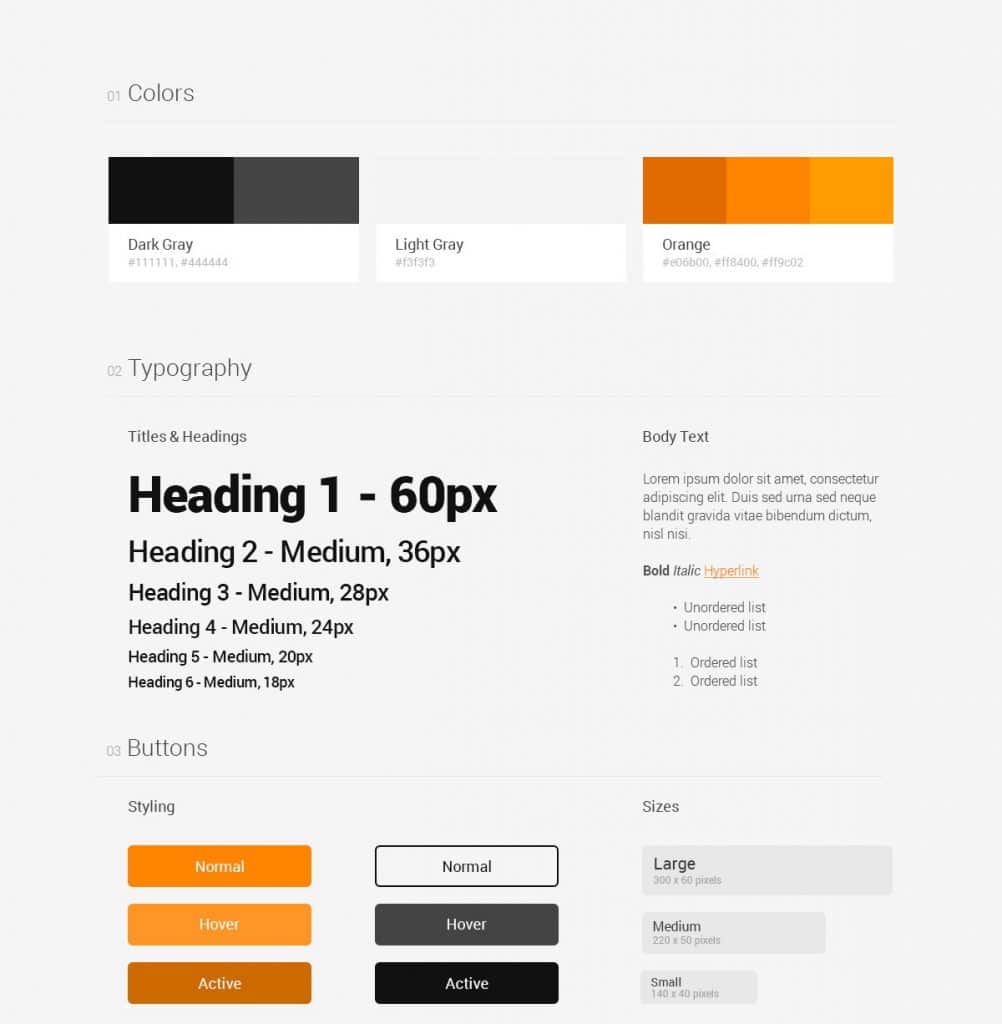 01 Colors
Dark Gray
#111111, #444444
Light Gray
#f3f3f3
Orange
#e06b00, #ff8400, #ff9c02
02 Typography
Titles & Headings
Heading 1 - 60px
Heading 2 - Medium, 36px
Heading 3 - Medium, 28px
Heading 4 - Medium, 24px
Heading 5 - Medium, 20px
Heading 6 - Medium, 18px
Body Text
Lorem ipsum dolor sit amet, consectetur
adipiscing elit. Duis sed urna sed neque
blandit gravida vitae bibendum dictum,
nisl nisi.
Bold Italic Hyperlink
• Unordered list
• Unordered list
1. Ordered list
2. Ordered list
03 Buttons
Styling
Normal
Normal
Hover
Hover
Active
Active
Sizes
Large
300 x 60 pixels
Medium
220 x 50 pixels
Small
140 x 40 pixels